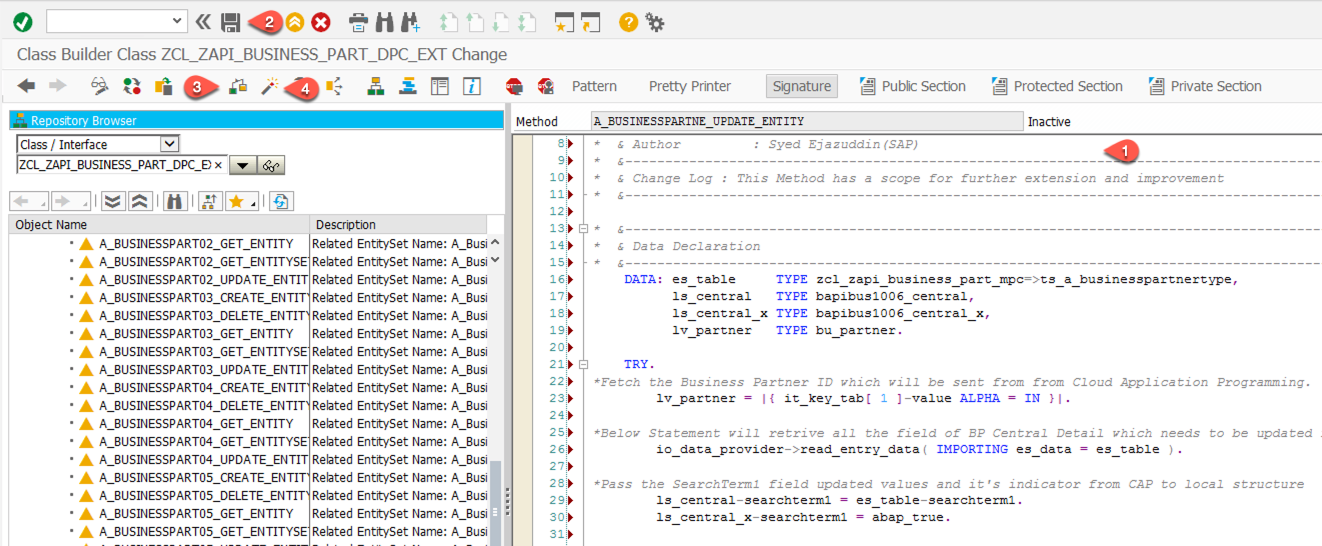 2
Class Builder Class ZCL_ZAPI_BUSINESS_PART_DPC_EXT Change
3
4
Pattern
Pretty Printer
Signature
Public Section
Protected Section
Private Section
Repository Browser
Class / Interface
ZCL_ZAPI_BUSINESS_PART_DPC_EX
Object Name Description
A_BUSINESSPART02_GET_ENTITY Related EntitySet Name: A_Busi
A_BUSINESSPART02_GET_ENTITYSE Related EntitySet Name: A_Busi
A_BUSINESSPART02_UPDATE_ENTIT Related EntitySet Name: A_Busi
A_BUSINESSPART03_CREATE_ENTIT Related EntitySet Name: A_Busi
A_BUSINESSPART03_DELETE_ENTIT Related EntitySet Name: A_Busi
A_BUSINESSPART03_GET_ENTITY Related EntitySet Name: A_Busi
A_BUSINESSPART03_GET_ENTITYSE Related EntitySet Name: A_Busi
A_BUSINESSPART03_UPDATE_ENTIT Related EntitySet Name: A_Busi
A_BUSINESSPART04_CREATE_ENTIT Related EntitySet Name: A_Busi
A_BUSINESSPART04_DELETE_ENTIT Related EntitySet Name: A_Busi
A_BUSINESSPART04_GET_ENTITY Related EntitySet Name: A_Busi
A_BUSINESSPART04_GET_ENTITYSE Related EntitySet Name: A_Busi
A_BUSINESSPART04_UPDATE_ENTIT Related EntitySet Name: A_Busi
A_BUSINESSPART05_CREATE_ENTIT Related EntitySet Name: A_Busi
A_BUSINESSPART05_DELETE_ENTIT Related EntitySet Name: A_Busi
A_BUSINESSPART05_GET_ENTITY Related EntitySet Name: A_Busi
A_BUSINESSPART05_GET_ENTITYSE Related EntitySet Name: A_Busi
Method A_BUSINESSPARTNE_UPDATE_ENTITY Inactive
1
8 * & Author : Syed Ejazuddin(SAP)
9 * &----------------------------------------------------------------------
10 * & Change Log : This Method has a scope for further extension and improvement
11 * &----------------------------------------------------------------------
12
13 * &----------------------------------------------------------------------
14 * & Data Declaration
15 * &----------------------------------------------------------------------
16 DATA: es_table TYPE zcl_zapi_business_part_mpc=>ts_a_businesspartnertype,
17 ls_central TYPE bapibus1006_central,
18 ls_central_x TYPE bapibus1006_central_x,
19 lv_partner TYPE bu_partner.
20
21 TRY.
22 *Fetch the Business Partner ID which will be sent from from Cloud Application Programming.
23 lv_partner = |{ it_key_tab[ 1 ]-value ALPHA = IN }|.
24
25 *Below Statement will retrive all the field of BP Central Detail which needs to be updated
26 io_data_provider->read_entry_data( IMPORTING es_data = es_table ).
27
28 *Pass the SearchTerm1 field updated values and it's indicator from CAP to local structure
29 ls_central-searchterm1 = es_table-searchterm1.
30 ls_central_x-searchterm1 = abap_true.
31